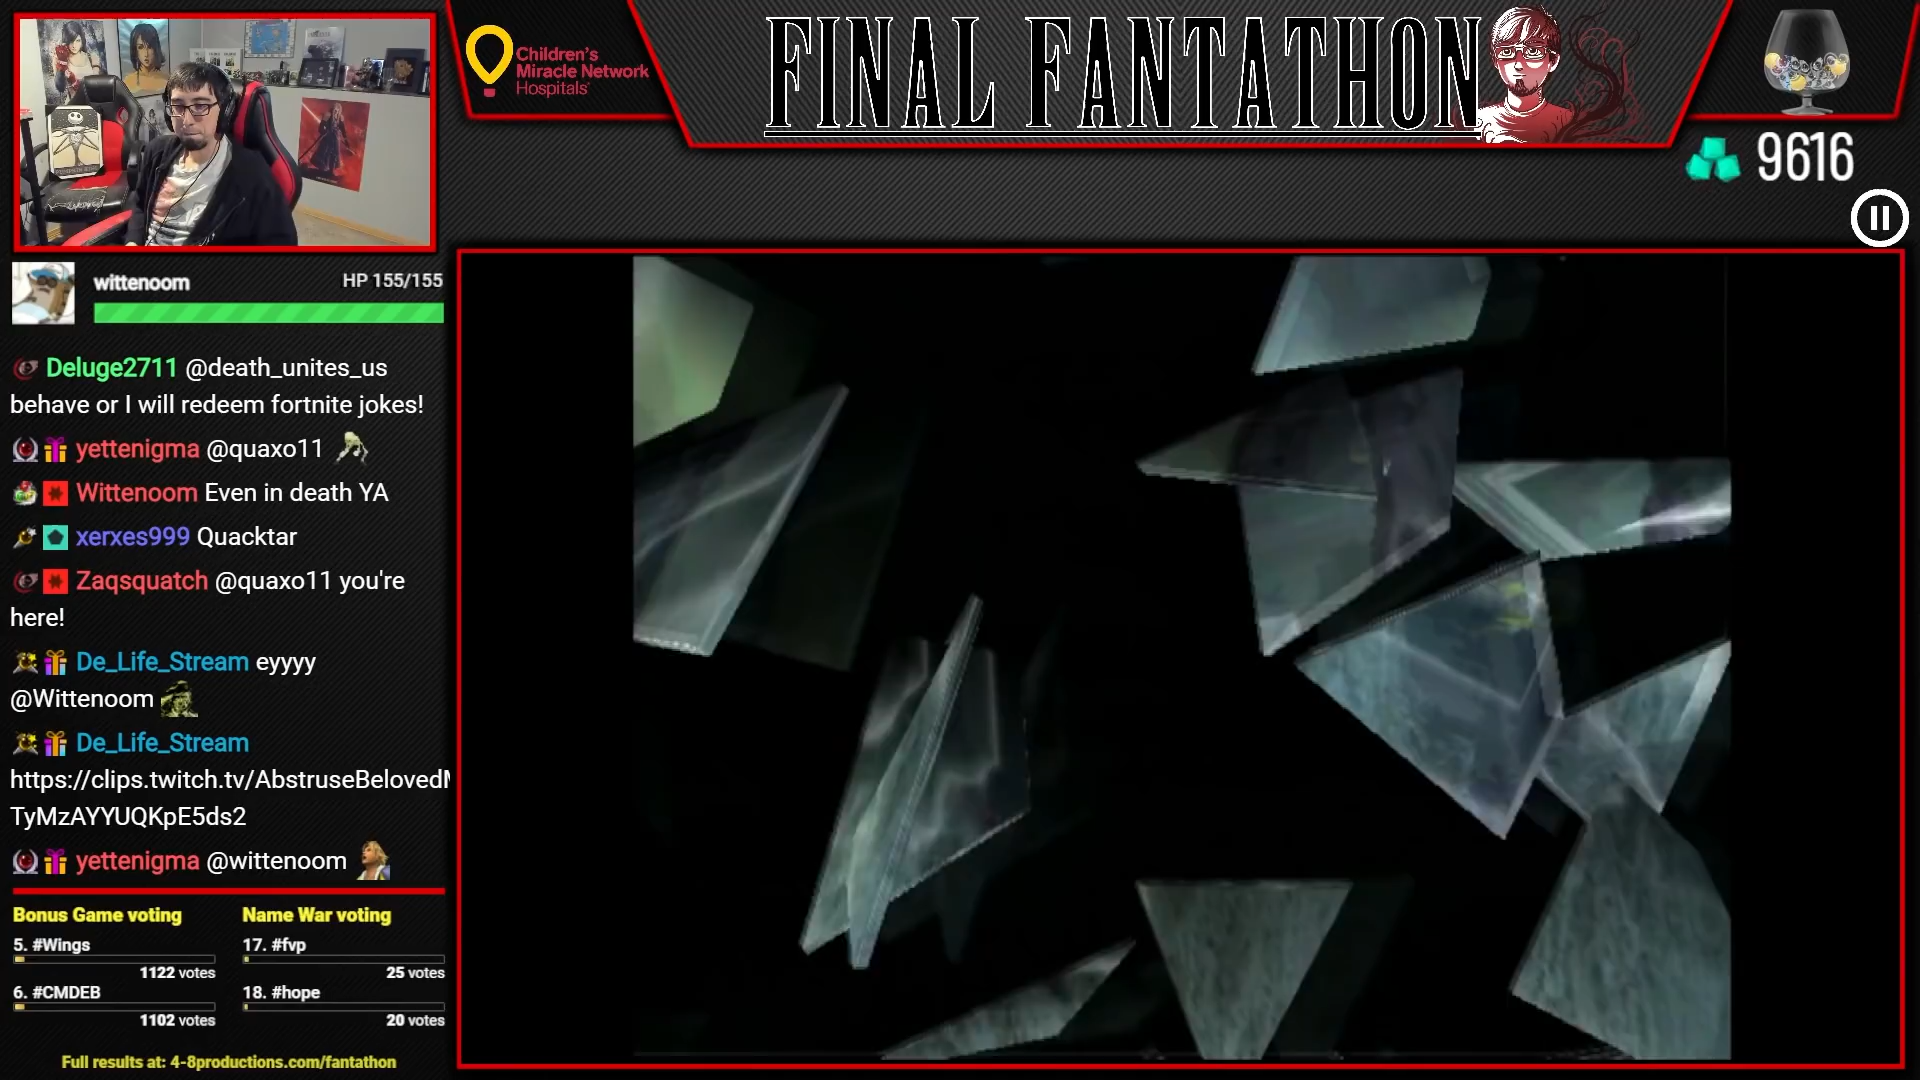 Children's
Miracle Network
Hospitals
FINAL FANTATHON
9616
wittenoom
HP 155/155
Deluge2711 @death_unites_us
behave or I will redeem fortnite jokes!
yettenigma @quaxo11
Wittenoom Even in death YA
xerxes999 Quacktar
Zaqsquatch @quaxo11 you're
here!
De_Life_Stream eyyyy
@Wittenoom
De_Life_Stream
https://clips.twitch.tv/AbstruseBeloved
TyMzAYYUQKpE5ds2
yettenigma @wittenoom
Bonus Game voting
5. #Wings
1122 votes
6. #CMDEB
1102 votes
Name War voting
17. #fvp
25 votes
18. #hope
20 votes
Full results at: 4-8productions.com/fantathon